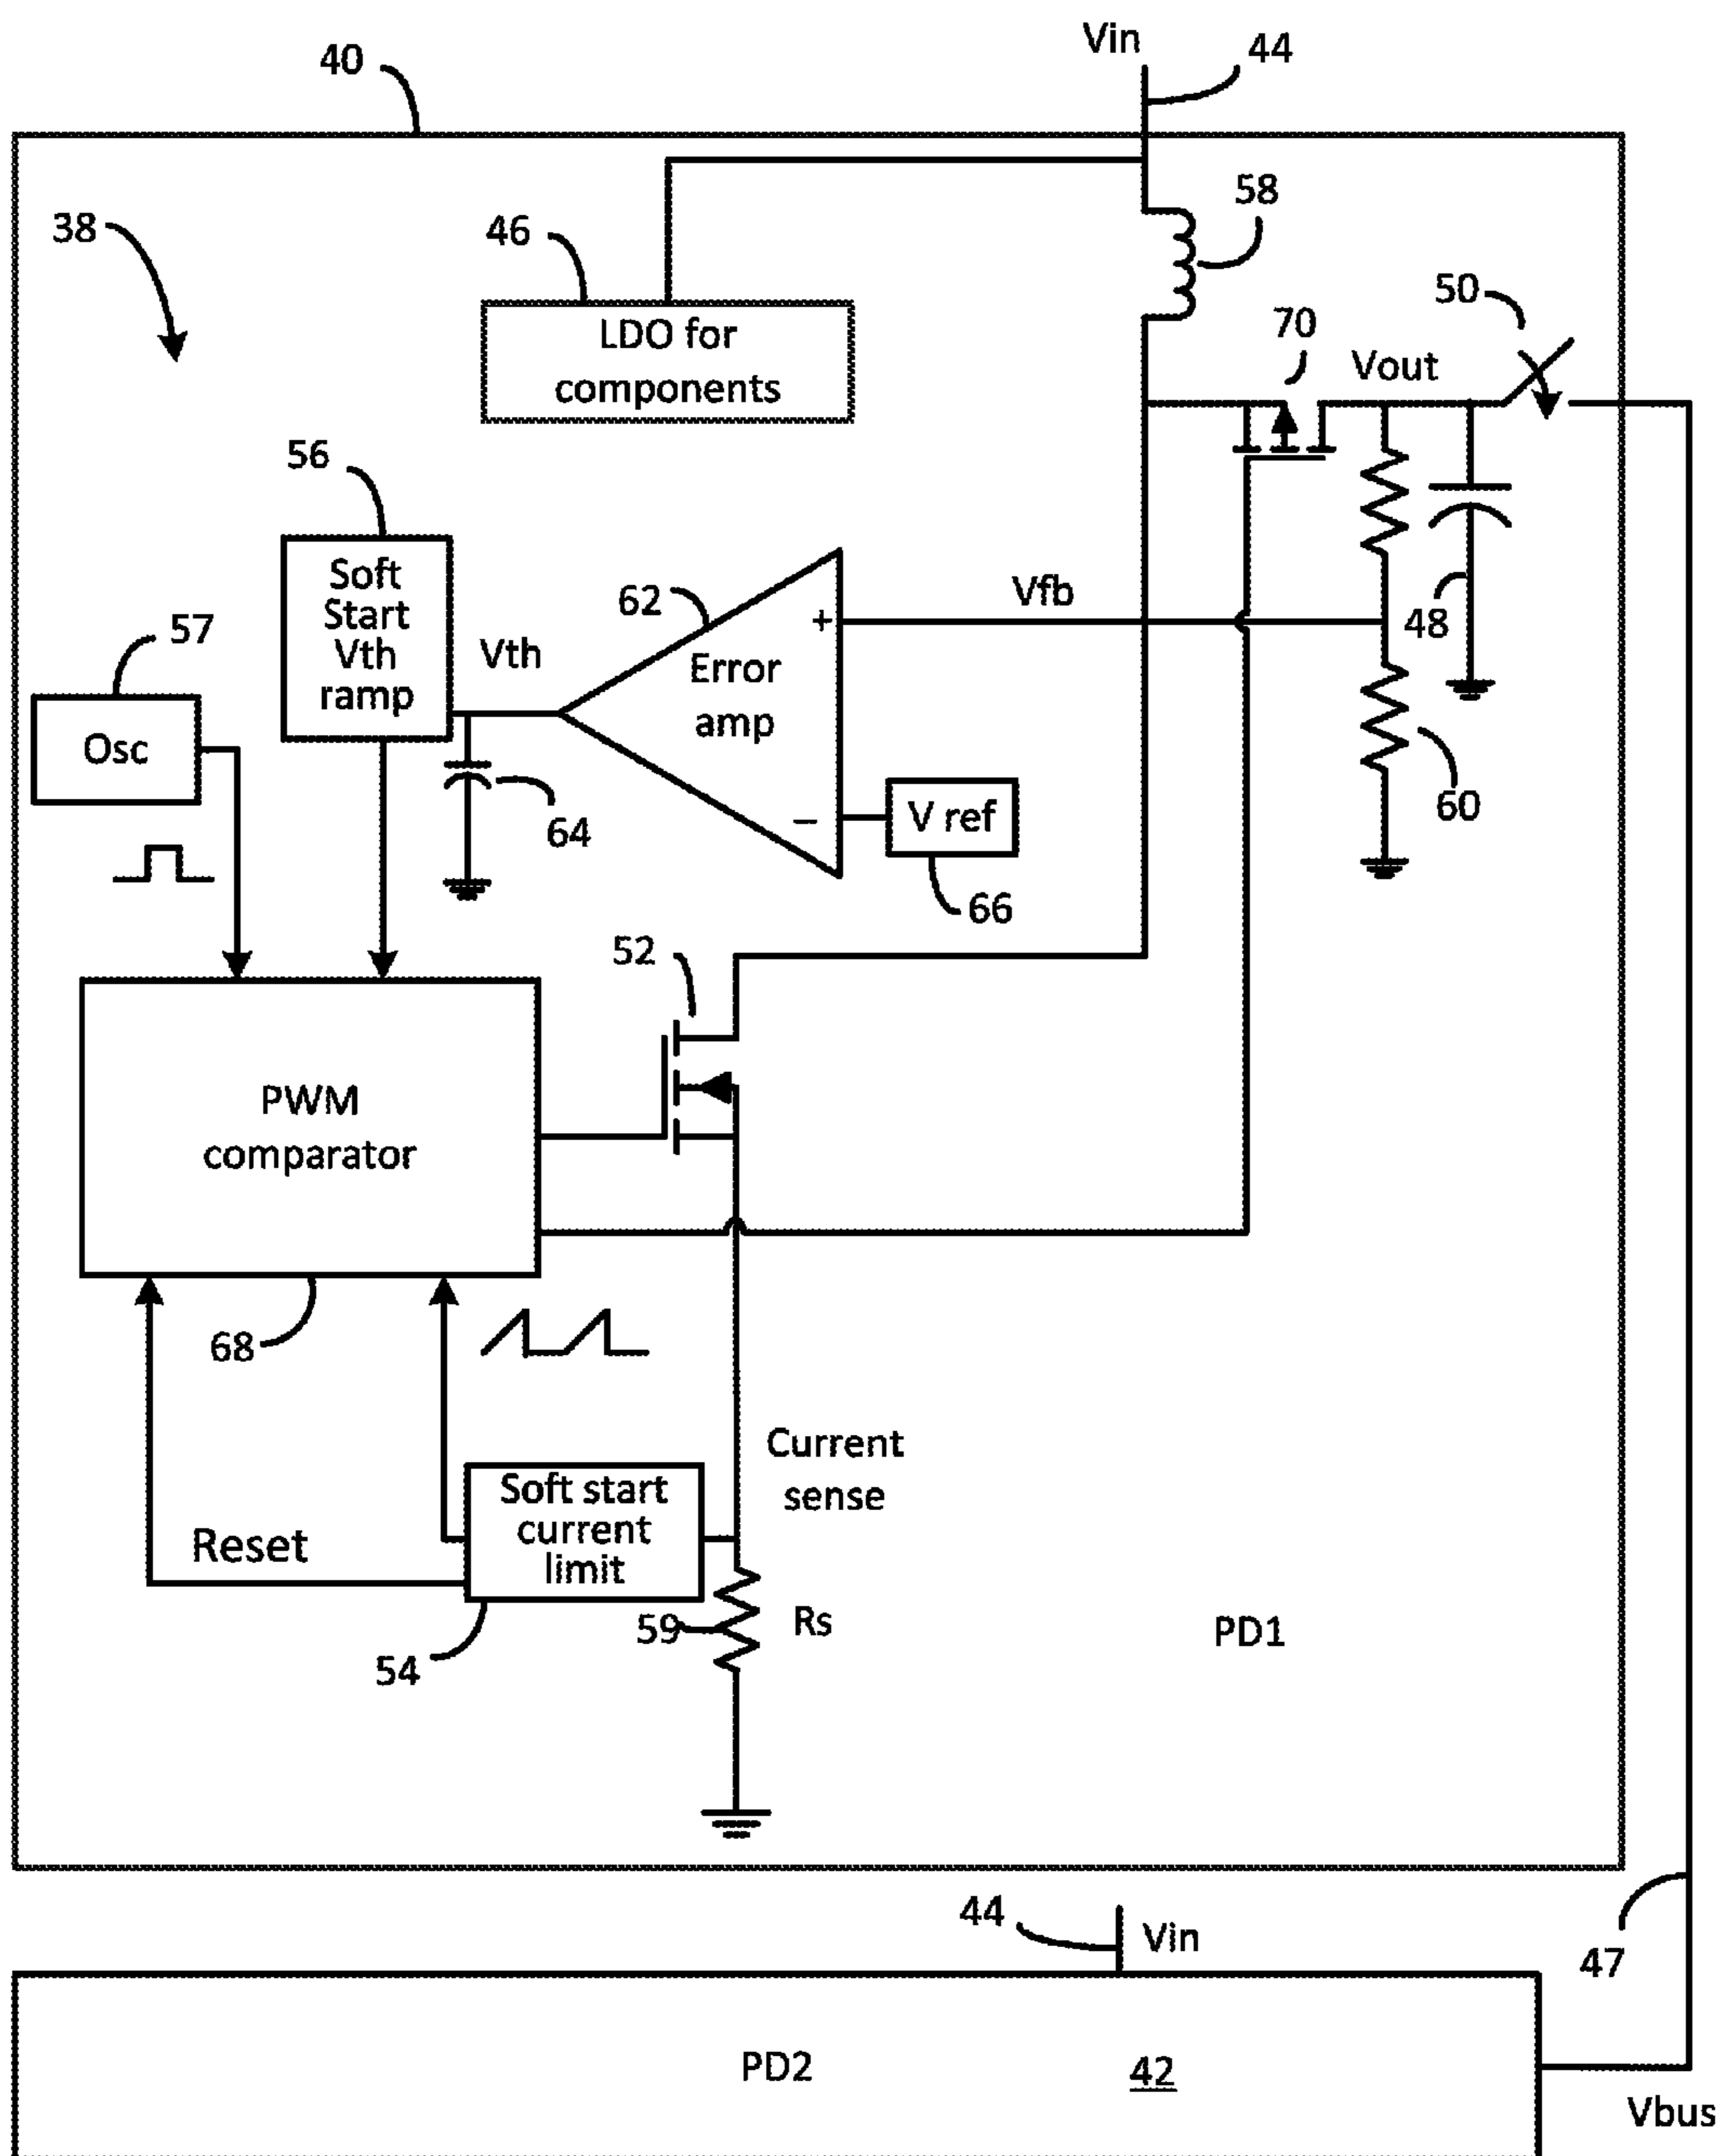 Vin
44
40
58
38
46
50
LDO for
components
70
Vout
56
Soft
Start
Vth
ramp
62
Vfb
48
57
Vth
+
Error
amp
Osc
–
V ref
60
64
66
52
PWM
comparator
68
Current
sense
Soft start
current
limit
Reset
59
Rs
PD1
54
44
Vin
47
PD2
42
Vbus